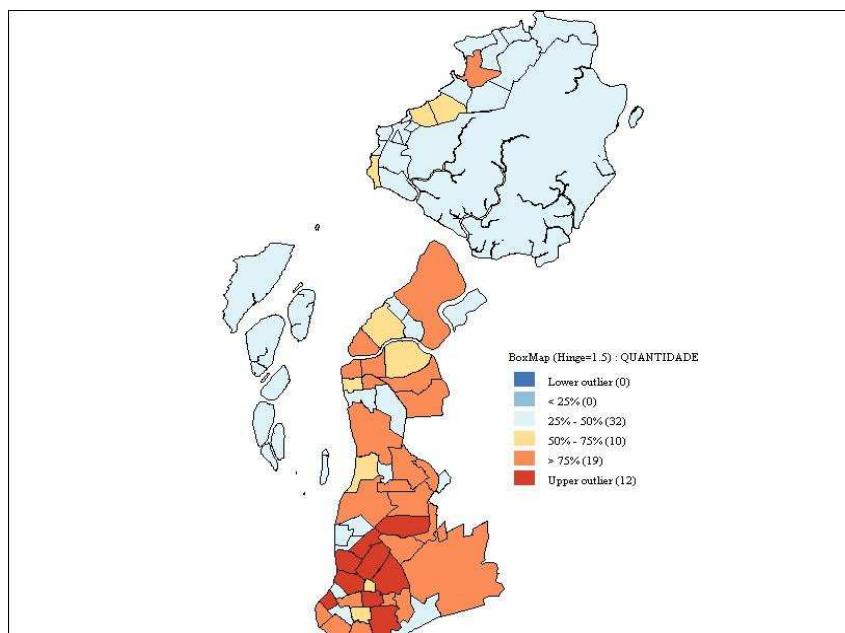 BoxMap (Hinge=1.5) : QUANTIDADE
Lower outlier (0)
< 25% (0)
25% - 50% (32)
50% - 75% (10)
> 75% (19)
Upper outlier (12)